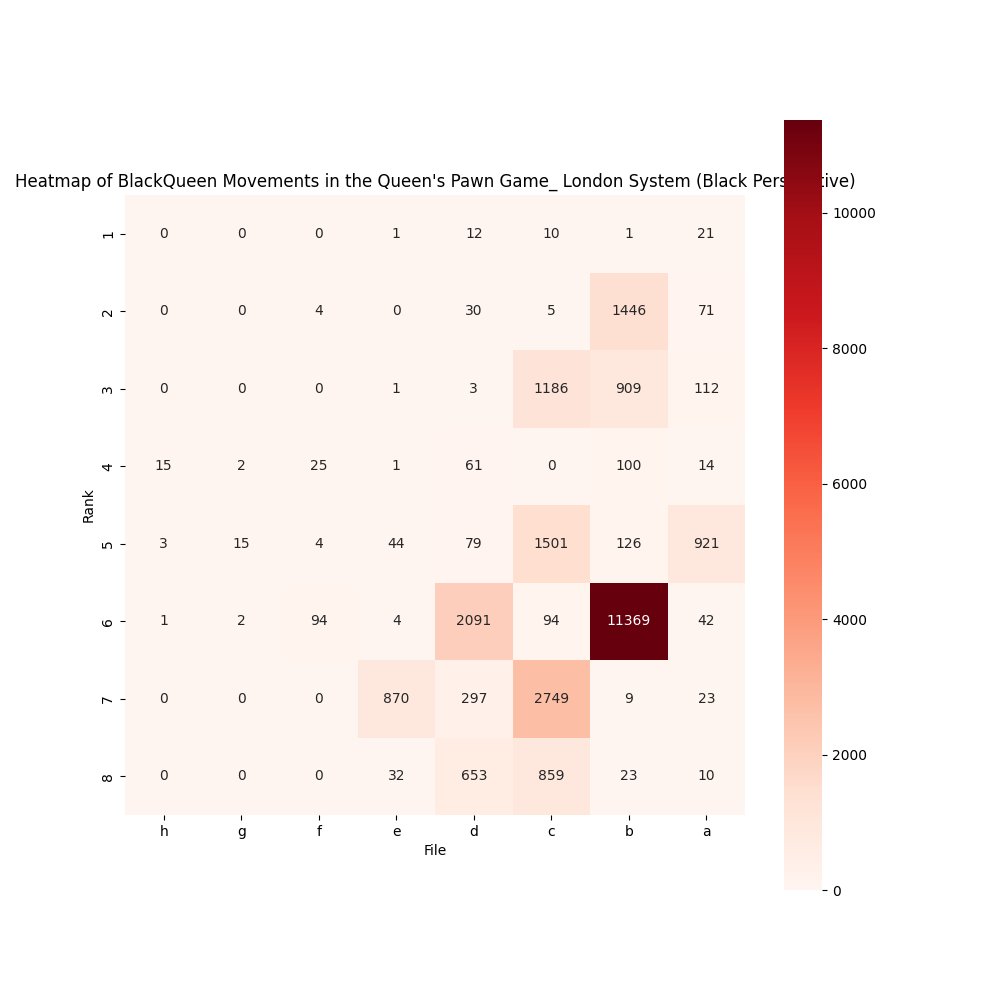 Heatmap of BlackQueen Movements in the Queen's Pawn Game_ London System (Black Perspective)
1 0 0 0 1 12 10 1 21
2 0 0 4 0 30 5 1446 71
3 0 0 0 1 3 1186 909 112
4 15 2 25 1 61 0 100 14
5 3 15 4 44 79 1501 126 921
6 1 2 94 4 2091 94 11369 42
7 0 0 0 870 297 2749 9 23
8 0 0 0 32 653 859 23 10
h g f e d c b a
File
Rank
10000
8000
6000
4000
2000
0